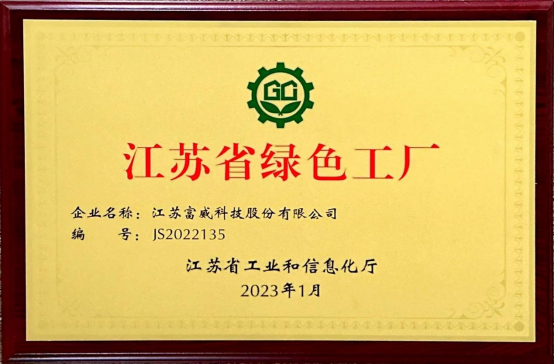 GC
江苏省绿色工厂
企业名称：江苏富威科技股份有限公司
编　　号：JS2022135
江苏省工业和信息化厅
2023年1月